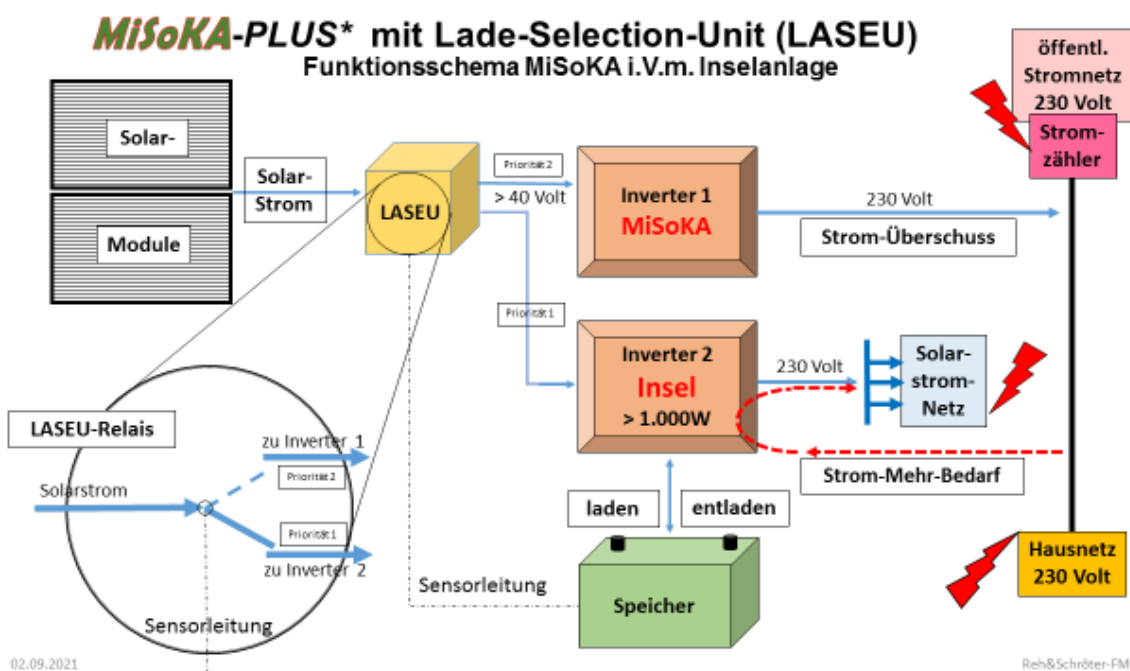 MiSoKA-PLUS* mit Lade-Selection-Unit (LASEU)
Funktionsschema MiSoKA i.V.m. Inselanlage
öffentl.
Stromnetz
230 Volt
Strom-
zähler
Solar-
Module
Solar-
Strom
LASEU
Priorität 2
> 40 Volt
Inverter 1
MiSoKA
230 Volt
Strom-Überschuss
Priorität 1
Inverter 2
Insel
> 1.000W
230 Volt
Solar-
strom-
Netz
Strom-Mehr-Bedarf
LASEU-Relais
zu Inverter 1
Priorität 2
Solarstrom
Priorität 1
zu Inverter 2
Sensorleitung
laden
entladen
Sensorleitung
Speicher
Hausnetz
230 Volt
02.09.2021
Reh&Schröter-FM